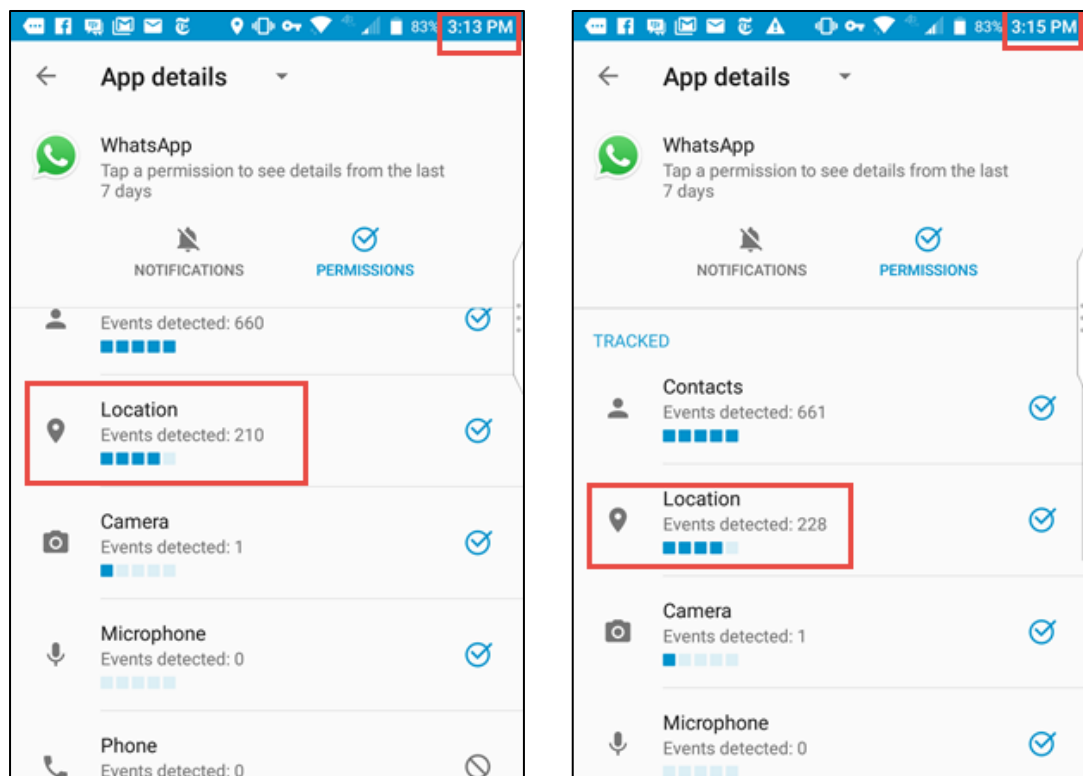 83% 3:13 PM
App details
WhatsApp
Tap a permission to see details from the last
7 days
NOTIFICATIONS PERMISSIONS
Events detected: 660
Location
Events detected: 210
Camera
Events detected: 1
Microphone
Events detected: 0
Phone
Events detected: 0
83% 3:15 PM
App details
WhatsApp
Tap a permission to see details from the last
7 days
NOTIFICATIONS PERMISSIONS
TRACKED
Contacts
Events detected: 661
Location
Events detected: 228
Camera
Events detected: 1
Microphone
Events detected: 0